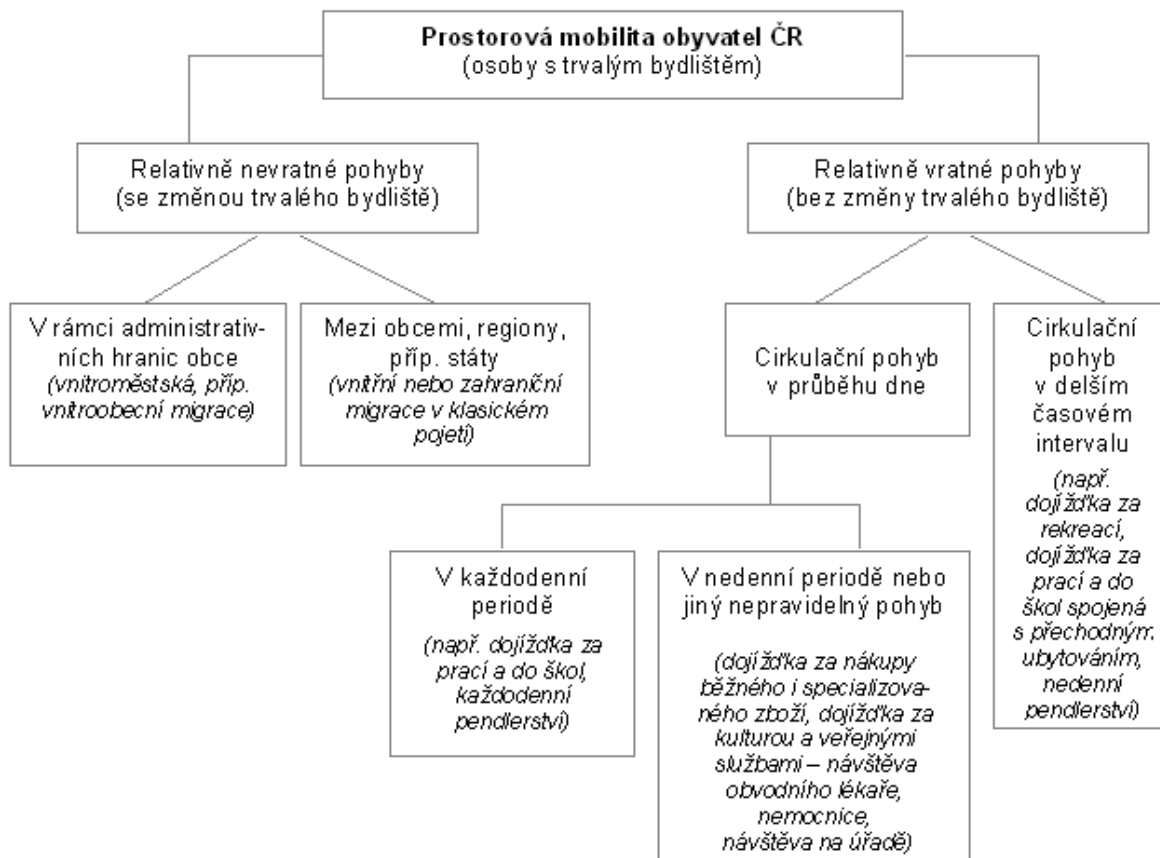 Prostorová mobilita obyvatel ČR
(osoby s trvalým bydlištěm)
Relativně nevratné pohyby
(se změnou trvalého bydliště)
Relativně vratné pohyby
(bez změny trvalého bydliště)
V rámci administrativ-
ních hranic obce
(vnitroměstská, příp.
vnitroobecní migrace)
Mezi obcemi, regiony,
příp. státy
(vnitřní nebo zahraniční
migrace v klasickém
pojetí)
Cirkulační pohyb
v průběhu dne
Cirkulační
pohyb
v delším
časovém
intervalu
(např.
dojížďka za
rekreací,
dojížďka za
prací a do
škol spojená
s přechodným
ubytováním,
nedenní
pendlerství)
V každodenní
periodě
(např. dojížďka za
prací a do škol,
každodenní
pendlerství)
V nedenní periodě nebo
jiný nepravidelný pohyb
(dojížďka za nákupy
běžného i specializova-
ného zboží, dojížďka za
kulturou a veřejnými
službami – návštěva
obvodního lékaře,
nemocnice,
návštěva na úřadě)